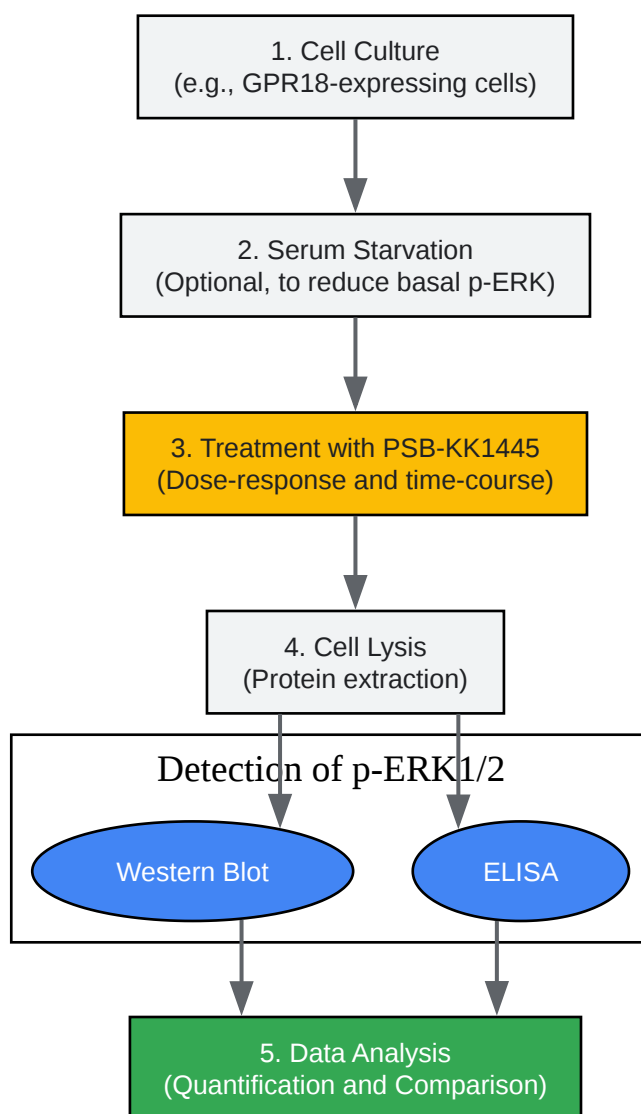 1. Cell Culture
(e.g., GPR18-expressing cells)
2. Serum Starvation
(Optional, to reduce basal p-ERK)
3. Treatment with PSB-KK1445
(Dose-response and time-course)
4. Cell Lysis
(Protein extraction)
Detection of p-ERK1/2
Western Blot
ELISA
5. Data Analysis
(Quantification and Comparison)